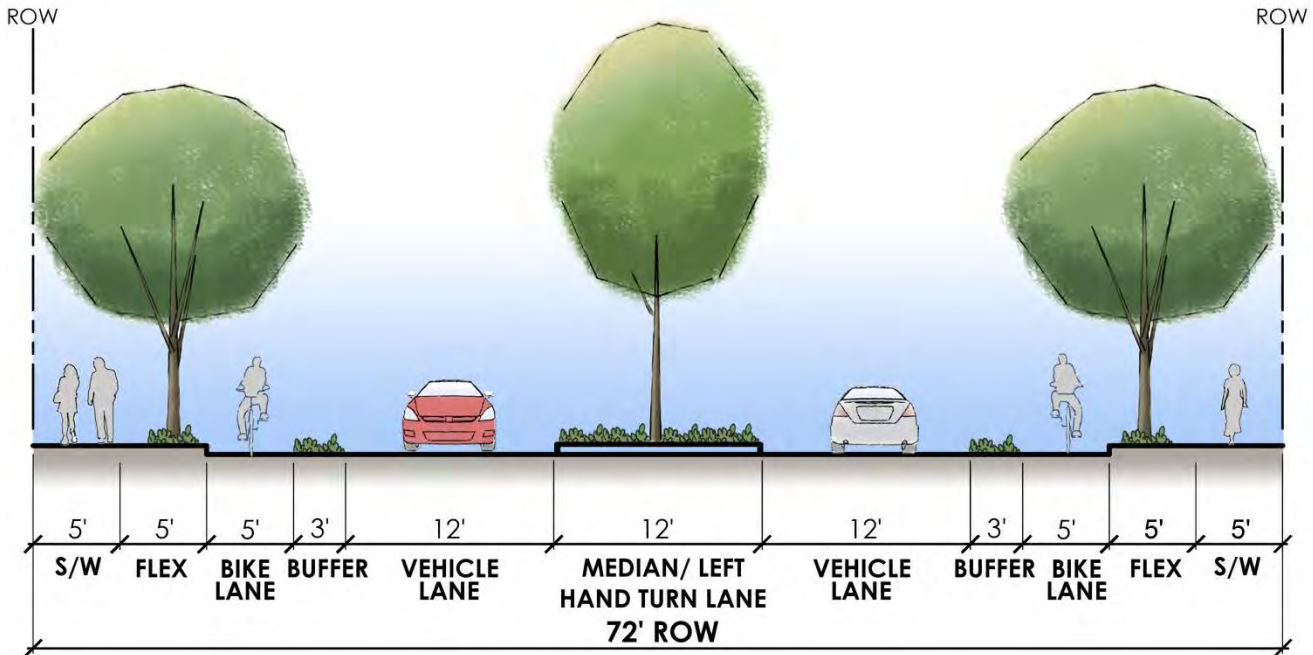 ROW ROW
5' 5' 5' 3' 12' 12' 12' 3' 5' 5' 5'
S/W FLEX BIKE LANE BUFFER VEHICLE LANE MEDIAN/ LEFT HAND TURN LANE VEHICLE LANE BUFFER BIKE LANE FLEX S/W
72' ROW